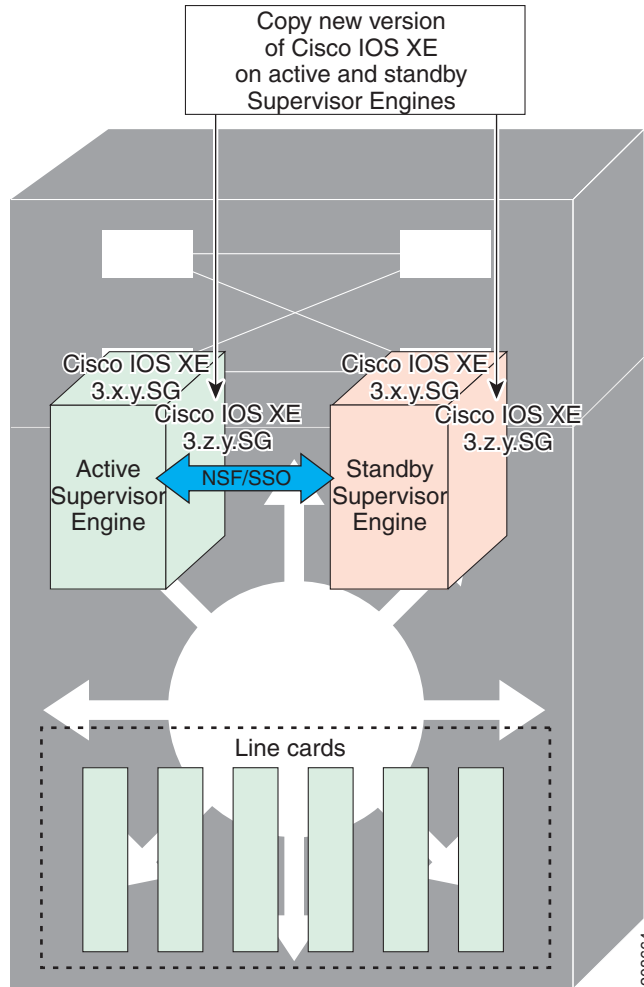 Copy new version
of Cisco IOS XE
on active and standby
Supervisor Engines
Cisco IOS XE
3.x.y.SG
Cisco IOS XE
3.z.y.SG
Cisco IOS XE
3.x.y.SG
Cisco IOS XE
3.z.y.SG
Active
Supervisor
Engine
NSF/SSO
Standby
Supervisor
Engine
Line cards